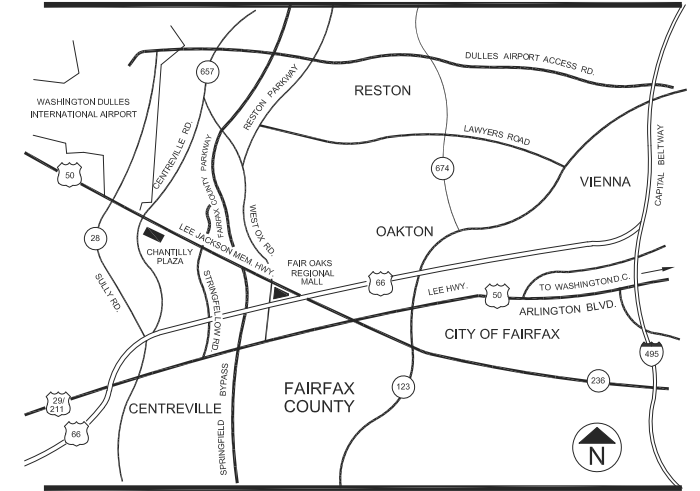 DULLES AIRPORT ACCESS RD.
657
RESTON PARKWAY
RESTON
WASHINGTON DULLES
INTERNATIONAL AIRPORT
CENTREVILLE RD.
FAIRFAX COUNTY PARKWAY
LAWYERS ROAD
CAPITAL BELTWAY
50
674
VIENNA
WEST OX RD.
OAKTON
28
LEE JACKSON MEM. HWY.
CHANTILLY
PLAZA
FAIR OAKS
REGIONAL
MALL
SULLY RD.
STRINGFELLOW RD.
66
LEE HWY.
50
TO WASHINGTON D.C.
ARLINGTON BLVD.
CITY OF FAIRFAX
495
SPRINGFIELD BYPASS
FAIRFAX
COUNTY
123
236
29/
211
CENTREVILLE
66
N